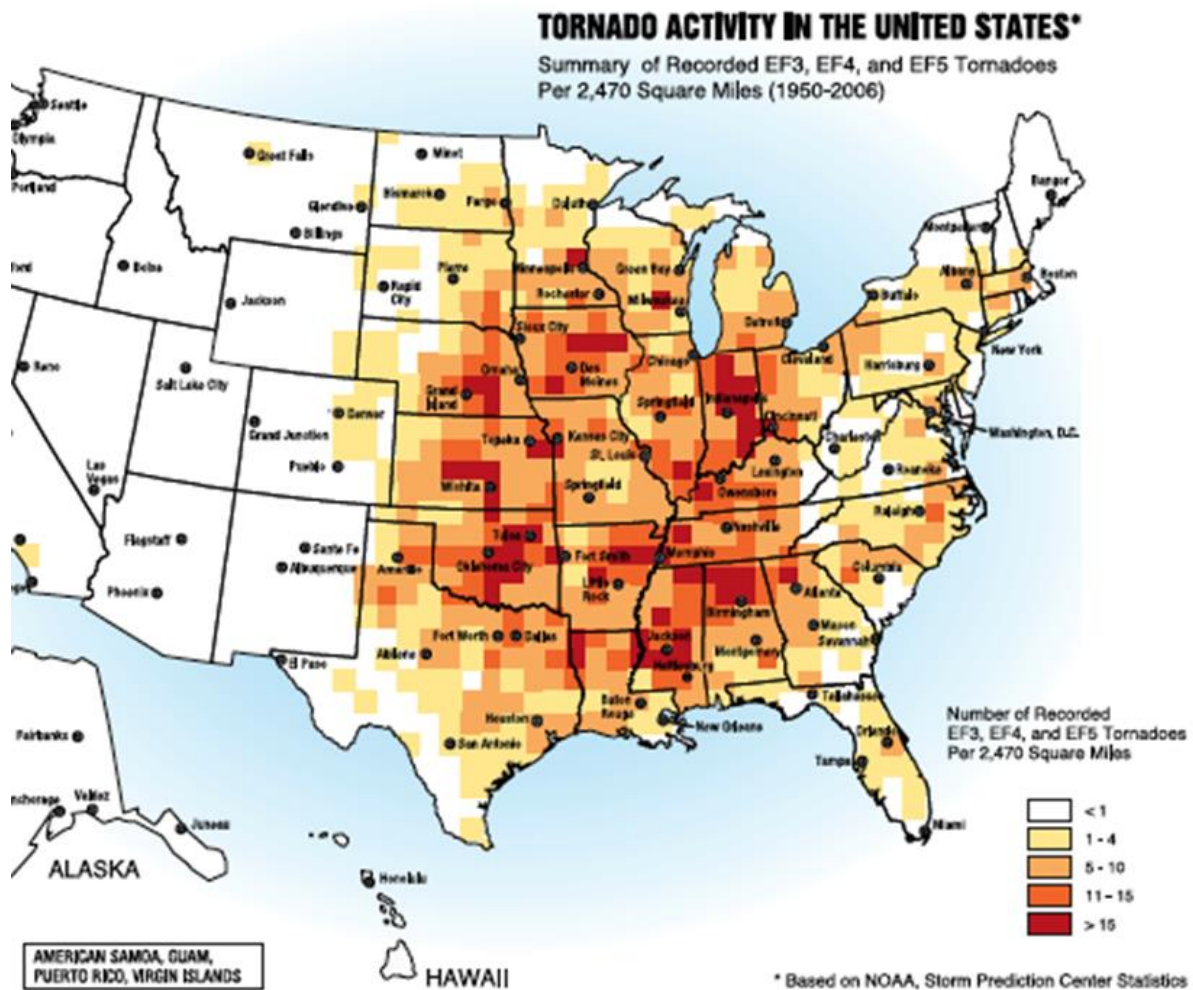 TORNADO ACTIVITY IN THE UNITED STATES*
Summary of Recorded EF3, EF4, and EF5 Tornadoes
Per 2,470 Square Miles (1950-2006)
Seattle
Olympia
Portland
Great Falls
Minot
Bismarck
Fargo
Duluth
Bangor
Montpelier
Billings
Boise
Jackson
Rapid
City
Pierre
Minneapolis
Green Bay
Rochester
Milwaukee
Albany
Boston
Buffalo
Detroit
Sioux City
Reno
Salt Lake City
Omaha
Des
Moines
Chicago
Cleveland
New York
Harrisburg
Grand
Island
Denver
Grand Junction
Springfield
Indianapolis
Cincinnati
Washington, D.C.
Charleston
Topeka
Kansas City
St. Louis
Pueblo
Las
Vegas
Lexington
Roanoke
Wichita
Springfield
Owensboro
Raleigh
Flagstaff
Santa Fe
Tulsa
Nashville
Albuquerque
Amarillo
Oklahoma City
Fort Smith
Memphis
Columbia
Phoenix
Little
Rock
Atlanta
Birmingham
Fort Worth
Dallas
Jackson
Macon
Savannah
Abilene
Montgomery
El Paso
Hattiesburg
Baton
Rouge
Tallahassee
Houston
New Orleans
San Antonio
Orlando
Tampa
Miami
Fairbanks
Valdez
Juneau
ALASKA
Honolulu
HAWAII
Number of Recorded
EF3, EF4, and EF5 Tornadoes
Per 2,470 Square Miles
< 1
1 - 4
5 - 10
11 - 15
> 15
AMERICAN SAMOA, GUAM,
PUERTO RICO, VIRGIN ISLANDS
* Based on NOAA, Storm Prediction Center Statistics